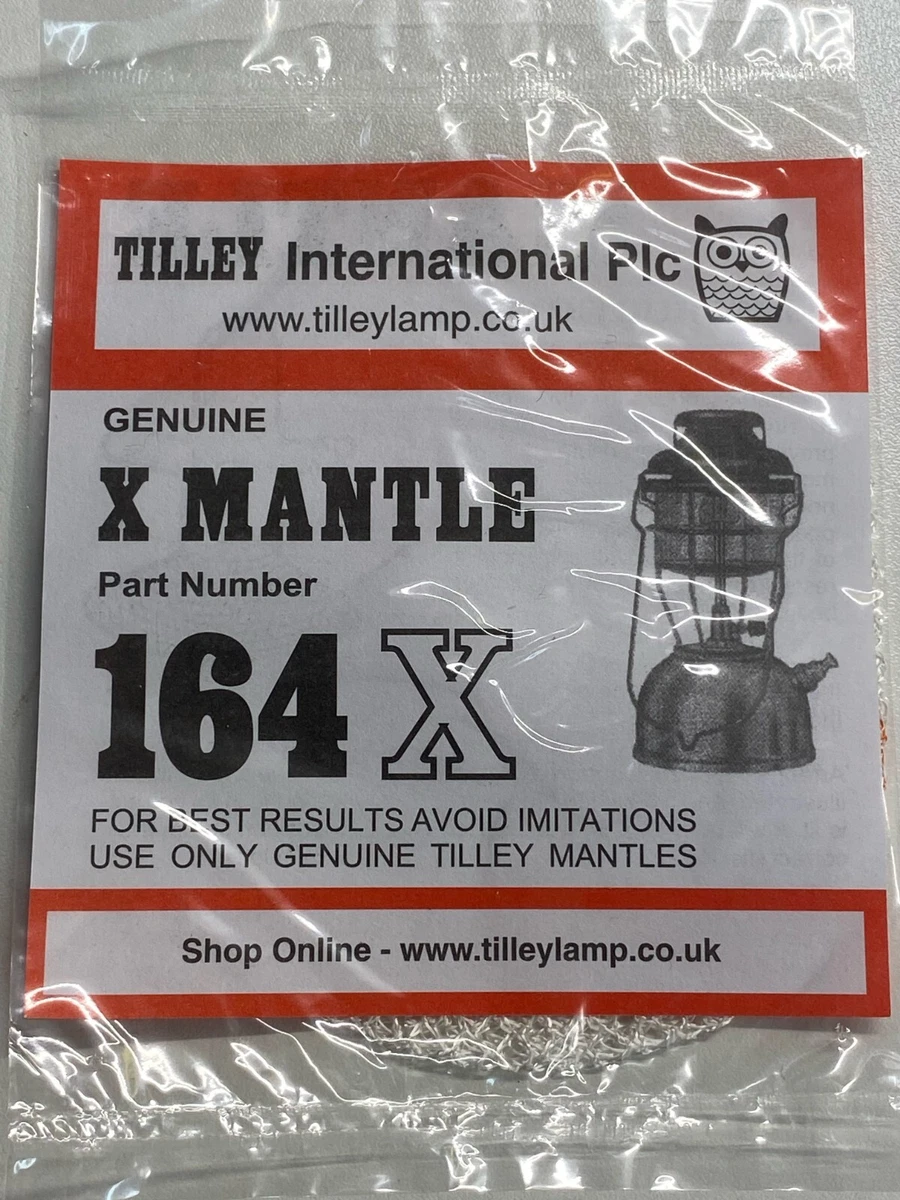 TILLEY International Plc
www.tilleylamp.co.uk
GENUINE
X MANTLE
Part Number
164 X
FOR BEST RESULTS AVOID IMITATIONS
USE ONLY GENUINE TILLEY MANTLES
Shop Online - www.tilleylamp.co.uk